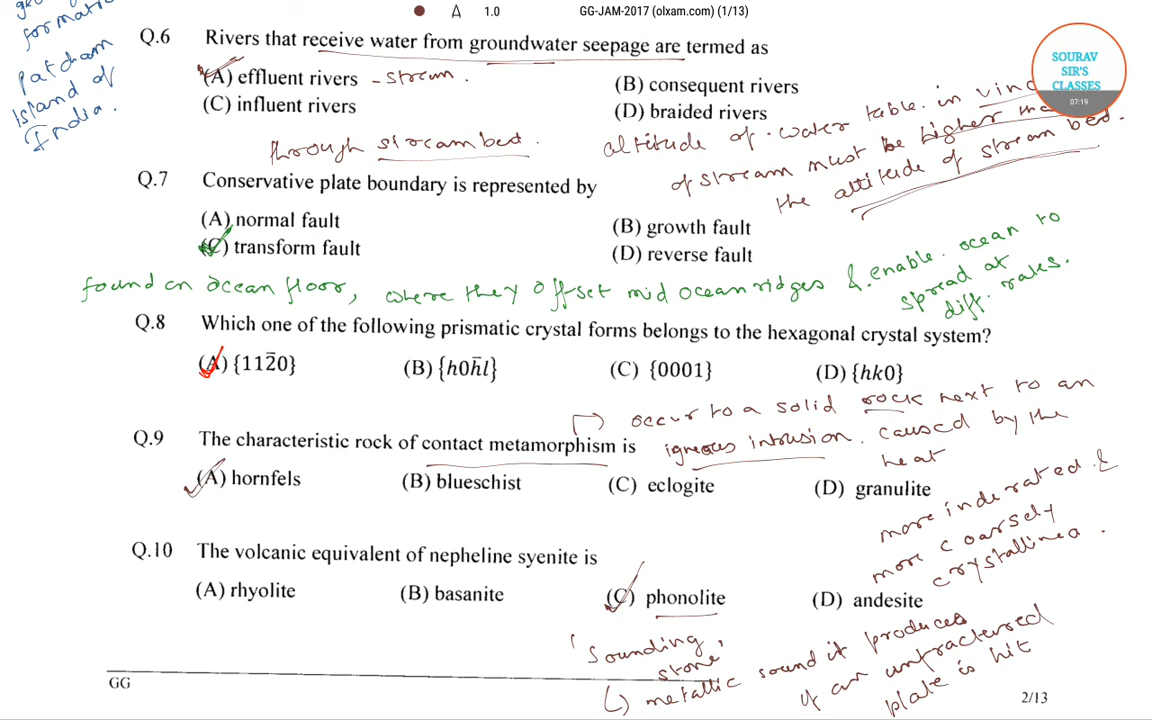 1.0
GG-JAM-2017 (olxam.com) (1/13)
formati
Patcham
Island of
India.
SOURAV
SIR'S
CLASSES
07:19
Q.6 Rivers that receive water from groundwater seepage are termed as
(A) effluent rivers - stream.
(B) consequent rivers
(C) influent rivers
(D) braided rivers
through streambed.
altitude of water table in vinc
of stream must be higher
the altitude of stream bed.
Q.7 Conservative plate boundary is represented by
(A) normal fault
(B) growth fault
(C) transform fault
(D) reverse fault
found on ocean floor, where they offset mid ocean ridges & enable ocean to
spread at
diff. rates.
Q.8 Which one of the following prismatic crystal forms belongs to the hexagonal crystal system?
(A) {112̄0}
(B) {h0h̄l}
(C) {0001}
(D) {hk0}
occur to a solid rock next to an
Q.9 The characteristic rock of contact metamorphism is
igneous intrusion. caused by the
heat
(A) hornfels
(B) blueschist
(C) eclogite
(D) granulite
more indurated &
more coarsely
crystalline
Q.10 The volcanic equivalent of nepheline syenite is
(A) rhyolite
(B) basanite
(C) phonolite
(D) andesite
'Sounding
stone'
metallic sound it produces
if an unfractured
plate is hit
GG
2/13